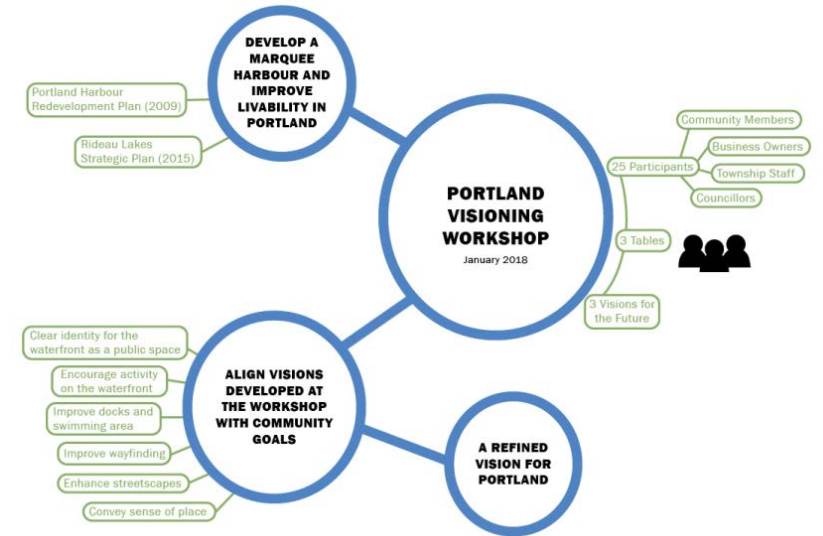 DEVELOP A
MARQUEE
HARBOUR AND
IMPROVE
LIVABILITY IN
PORTLAND
Portland Harbour
Redevelopment Plan (2009)
Rideau Lakes
Strategic Plan (2015)
PORTLAND
VISIONING
WORKSHOP
January 2018
Community Members
Business Owners
25 Participants
Township Staff
Councillors
3 Tables
3 Visions for
the Future
Clear identity for the
waterfront as a public space
Encourage activity
on the waterfront
Improve docks and
swimming area
Improve wayfinding
Enhance streetscapes
Convey sense of place
ALIGN VISIONS
DEVELOPED AT
THE WORKSHOP
WITH COMMUNITY
GOALS
A REFINED
VISION FOR
PORTLAND